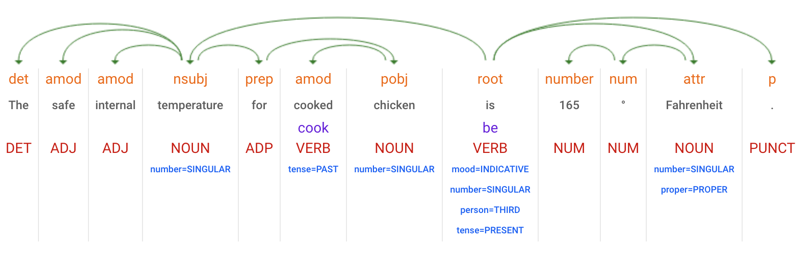 det amod amod nsubj prep amod pobj root number num attr p
The safe internal temperature for cooked chicken is 165 ° Fahrenheit .
cook be
DET ADJ ADJ NOUN ADP VERB NOUN VERB NUM NUM NOUN PUNCT
number=SINGULAR tense=PAST number=SINGULAR mood=INDICATIVE number=SINGULAR
number=SINGULAR proper=PROPER
person=THIRD
tense=PRESENT